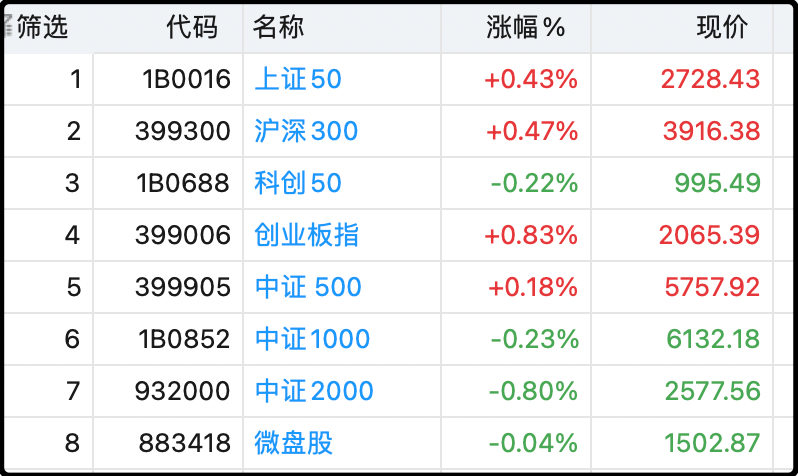 筛选 代码 名称 涨幅% 现价
1 1B0016 上证50 +0.43% 2728.43
2 399300 沪深300 +0.47% 3916.38
3 1B0688 科创50 -0.22% 995.49
4 399006 创业板指 +0.83% 2065.39
5 399905 中证 500 +0.18% 5757.92
6 1B0852 中证1000 -0.23% 6132.18
7 932000 中证2000 -0.80% 2577.56
8 883418 微盘股 -0.04% 1502.87